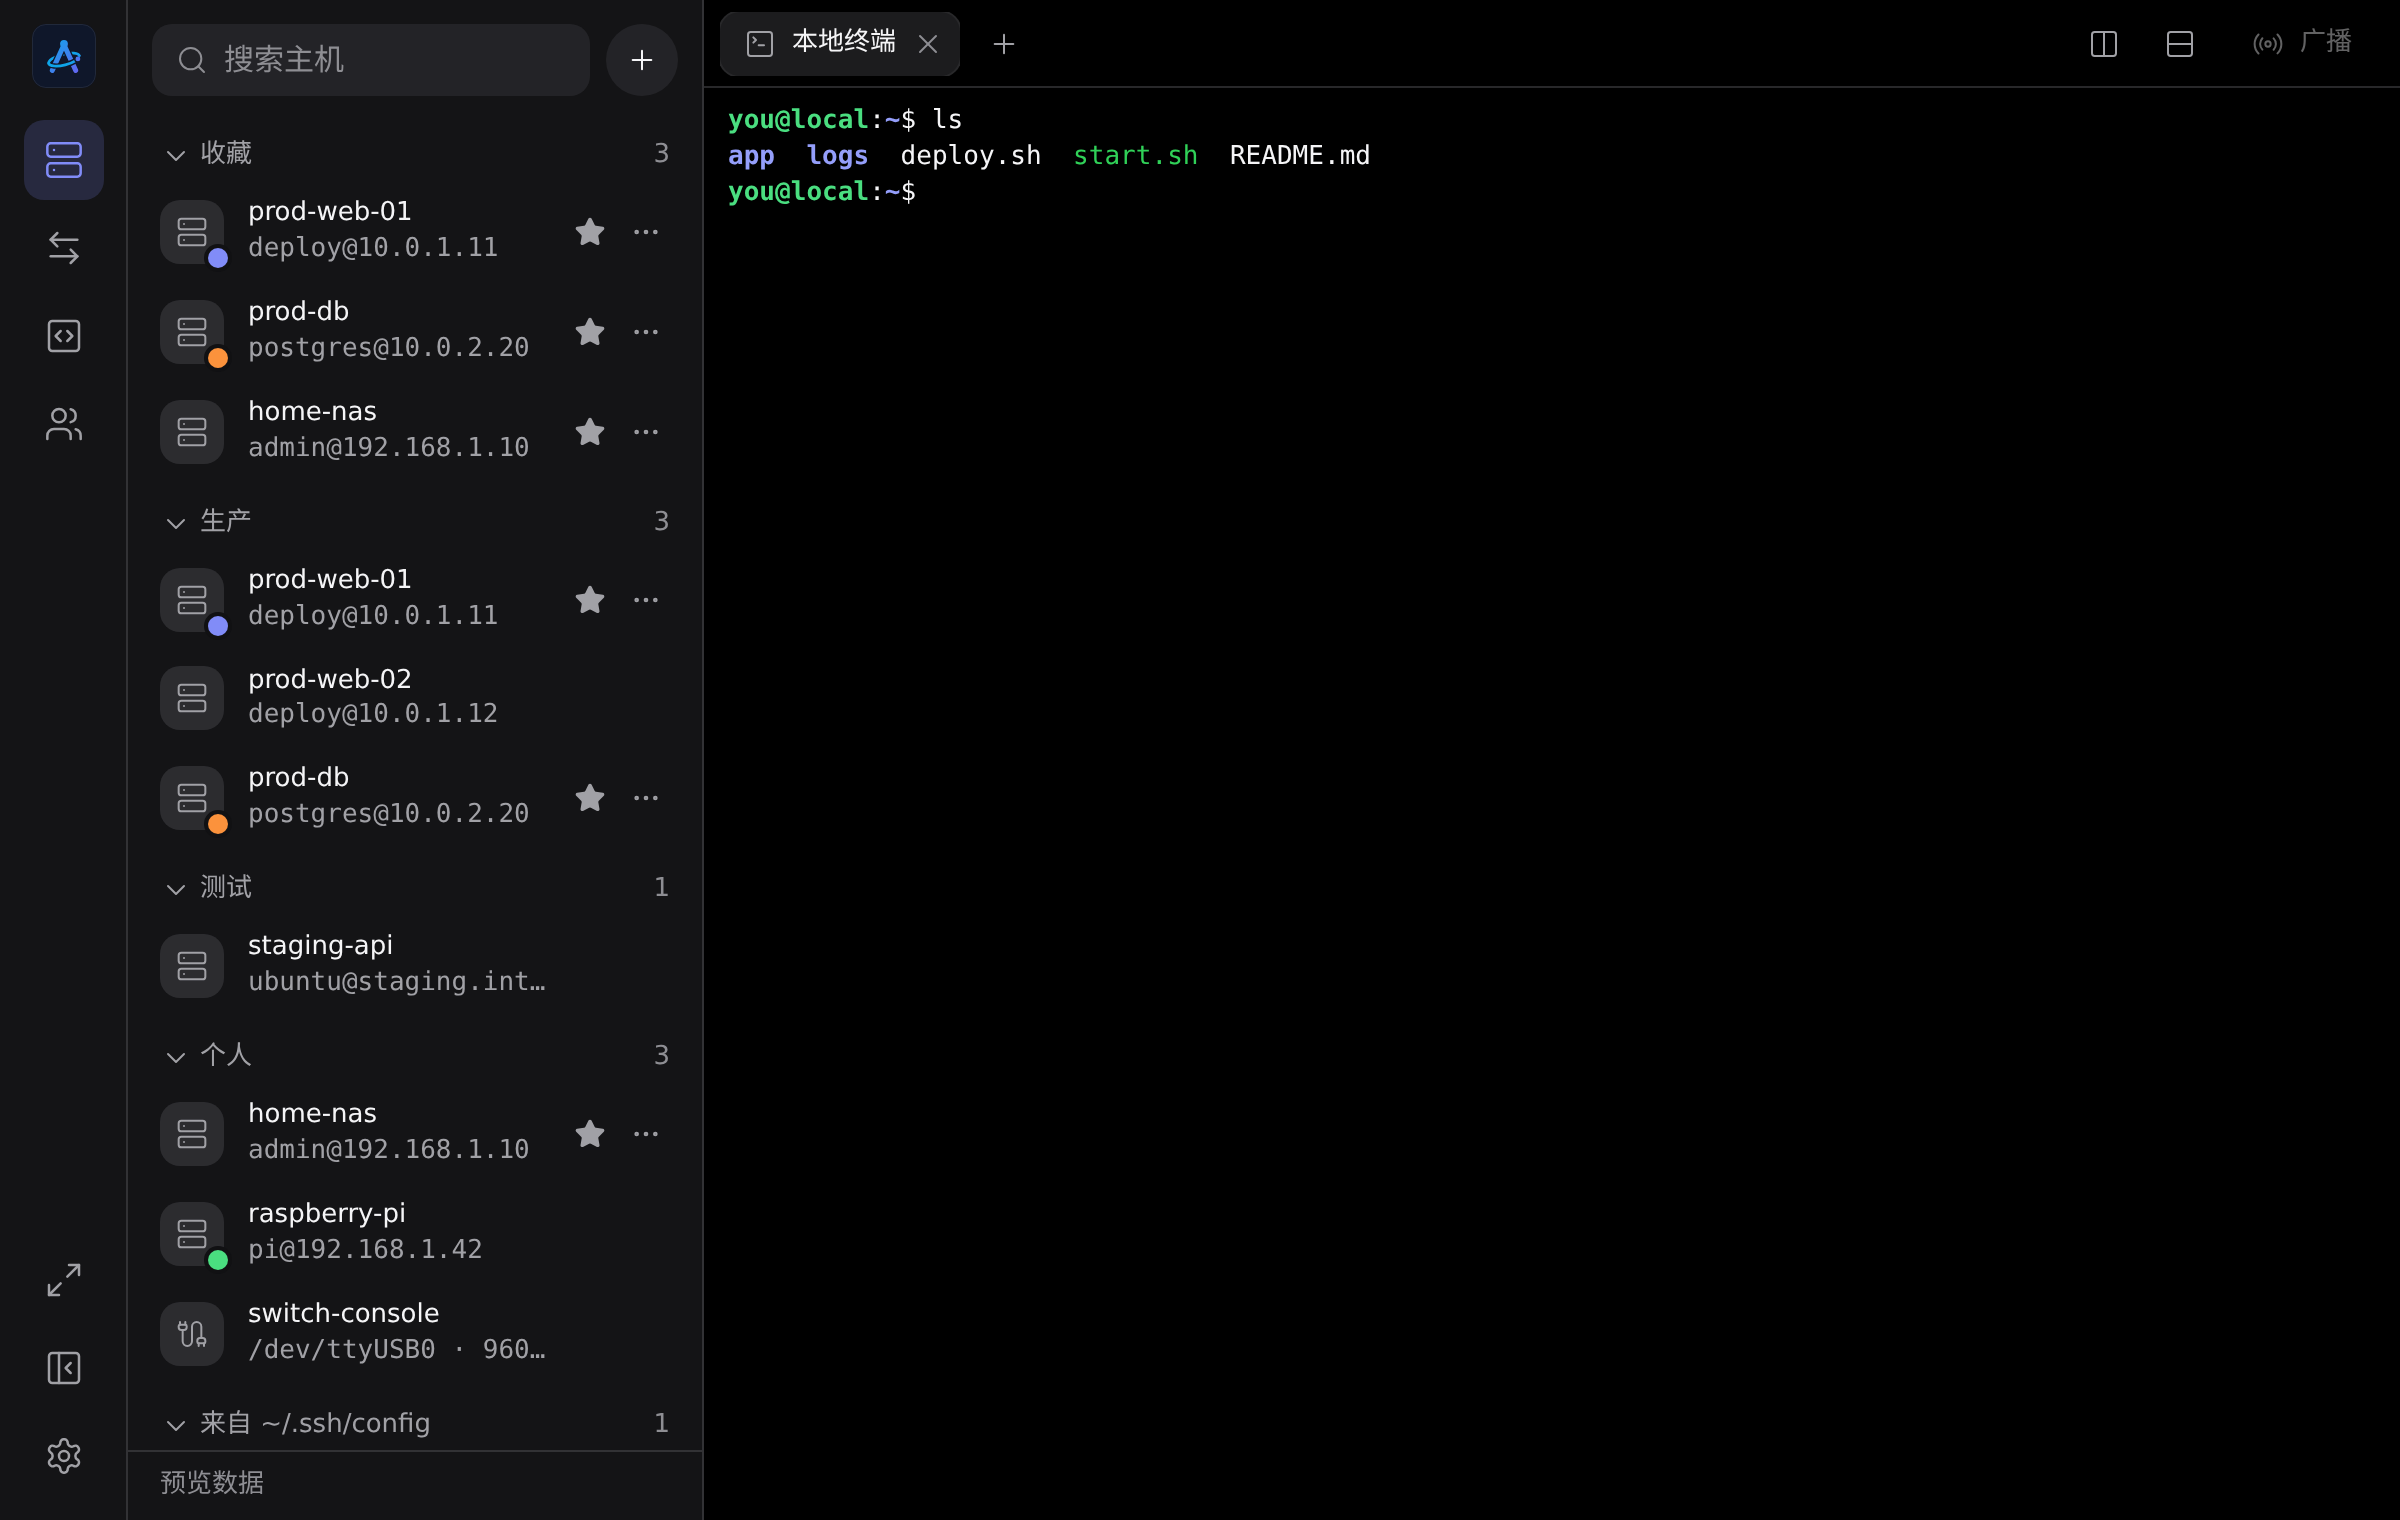 搜索主机
收藏 3
prod-web-01
deploy@10.0.1.11
prod-db
postgres@10.0.2.20
home-nas
admin@192.168.1.10
生产 3
prod-web-01
deploy@10.0.1.11
prod-web-02
deploy@10.0.1.12
prod-db
postgres@10.0.2.20
测试 1
staging-api
ubuntu@staging.int…
个人 3
home-nas
admin@192.168.1.10
raspberry-pi
pi@192.168.1.42
switch-console
/dev/ttyUSB0 · 960…
来自 ~/.ssh/config 1
预览数据
本地终端
广播
you@local:~$ ls
app  logs  deploy.sh  start.sh  README.md
you@local:~$